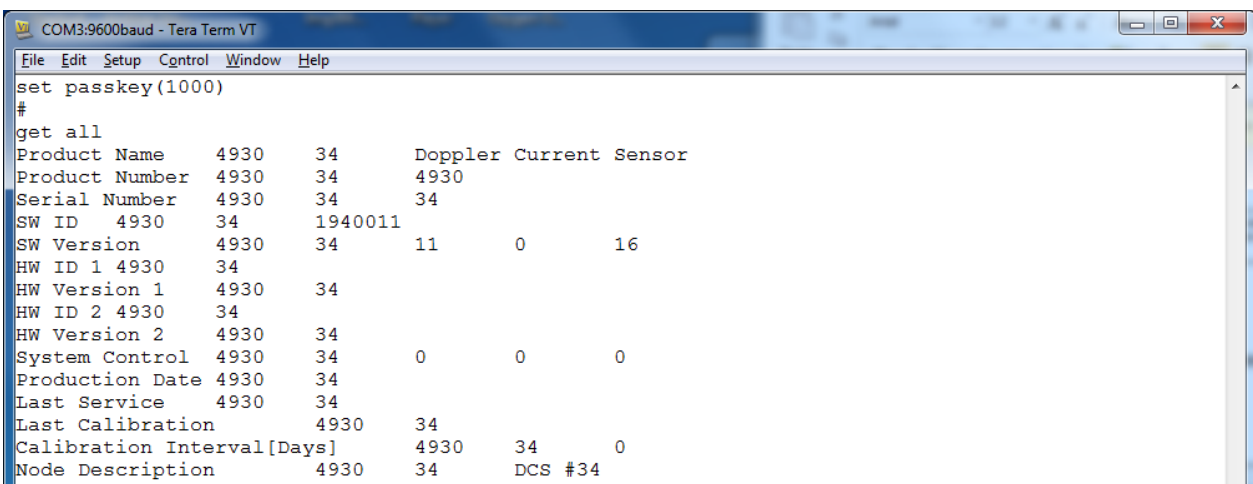 COM3:9600baud - Tera Term VT
File Edit Setup Control Window Help
set passkey(1000)
#
get all
Product Name 4930 34 Doppler Current Sensor
Product Number 4930 34 4930
Serial Number 4930 34 34
SW ID 4930 34 1940011
SW Version 4930 34 11 0 16
HW ID 1 4930 34
HW Version 1 4930 34
HW ID 2 4930 34
HW Version 2 4930 34
System Control 4930 34 0 0 0
Production Date 4930 34
Last Service 4930 34
Last Calibration 4930 34
Calibration Interval[Days] 4930 34 0
Node Description 4930 34 DCS #34